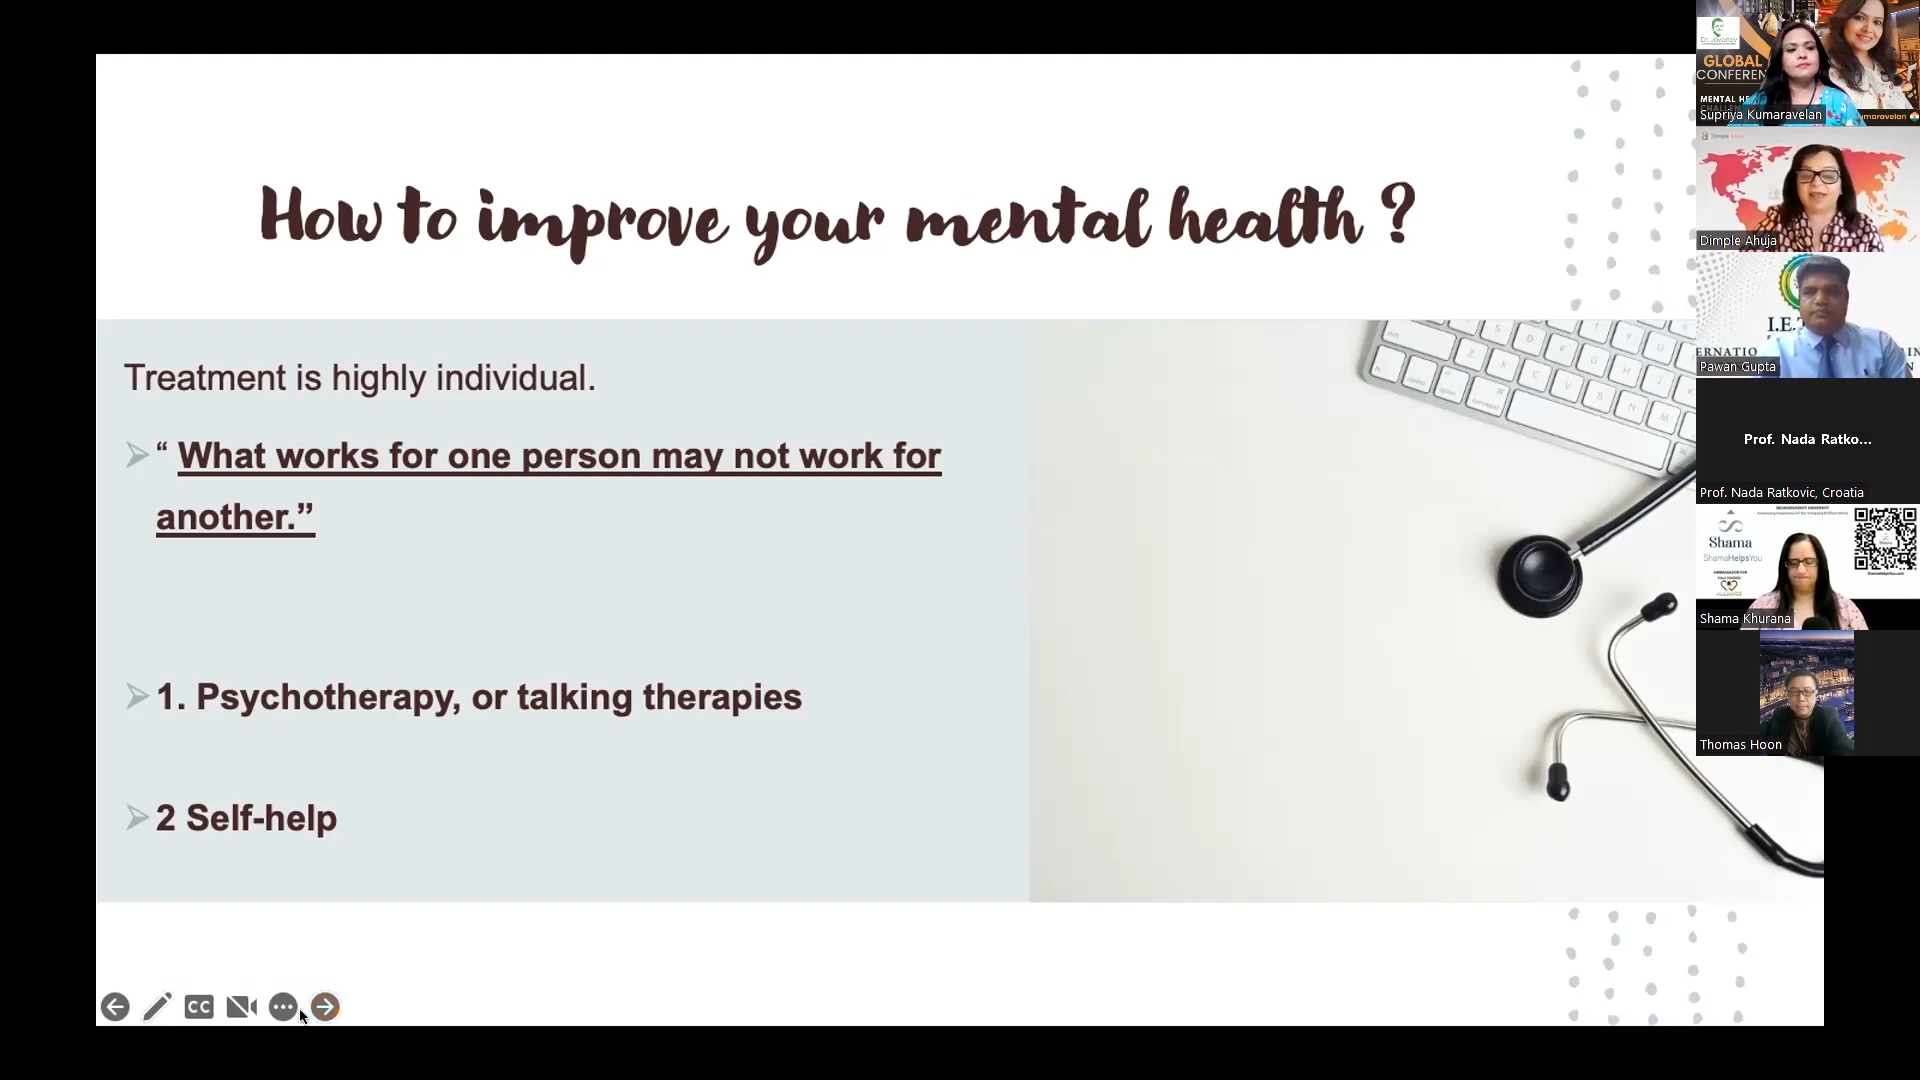 How to improve your mental health ?
Treatment is highly individual.
“ What works for one person may not work for
another.”
1. Psychotherapy, or talking therapies
2 Self-help
CC
GLOBAL
CONFEREN
MENTAL HE
Supriya Kumaravelan
Dimple Ahuja
I.E.
ERNATIO
Pawan Gupta
Prof. Nada Ratko...
Prof. Nada Ratkovic, Croatia
Shama
ShamaHelpsYou
Shama Khurana
Thomas Hoon